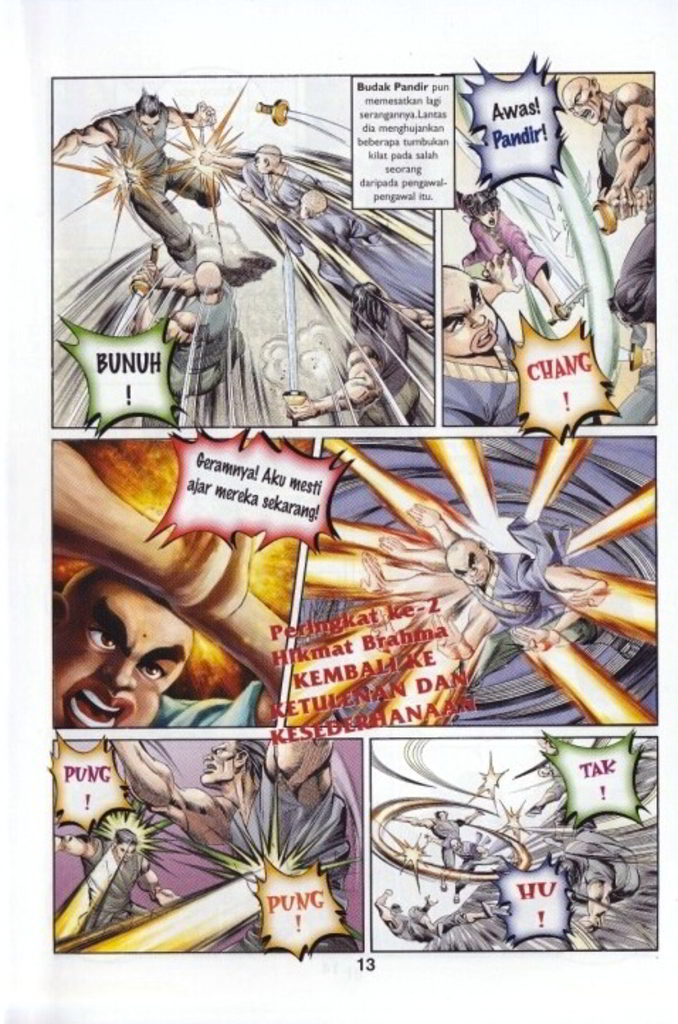 Budak Pandir pun
memesatkan lagi
serangannya.Lantas
dia menghujankan
beberapa tumbukan
kilat pada salah
seorang
daripada pengawal-
pengawal itu.
Awas!
Pandir!
BUNUH
!
CHANG
!
Geramnya! Aku mesti
ajar mereka sekarang!
Peringkat ke-2
Hikmat Brahma
KEMBALI KE
KETULENAN DAN
KESEDERHANAAN
PUNG
!
PUNG
!
TAK
!
HU
!
13